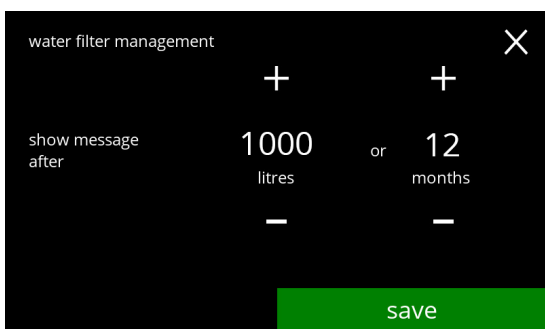 water filter management
+ +
show message
after
1000 or 12
litres months
- -
save